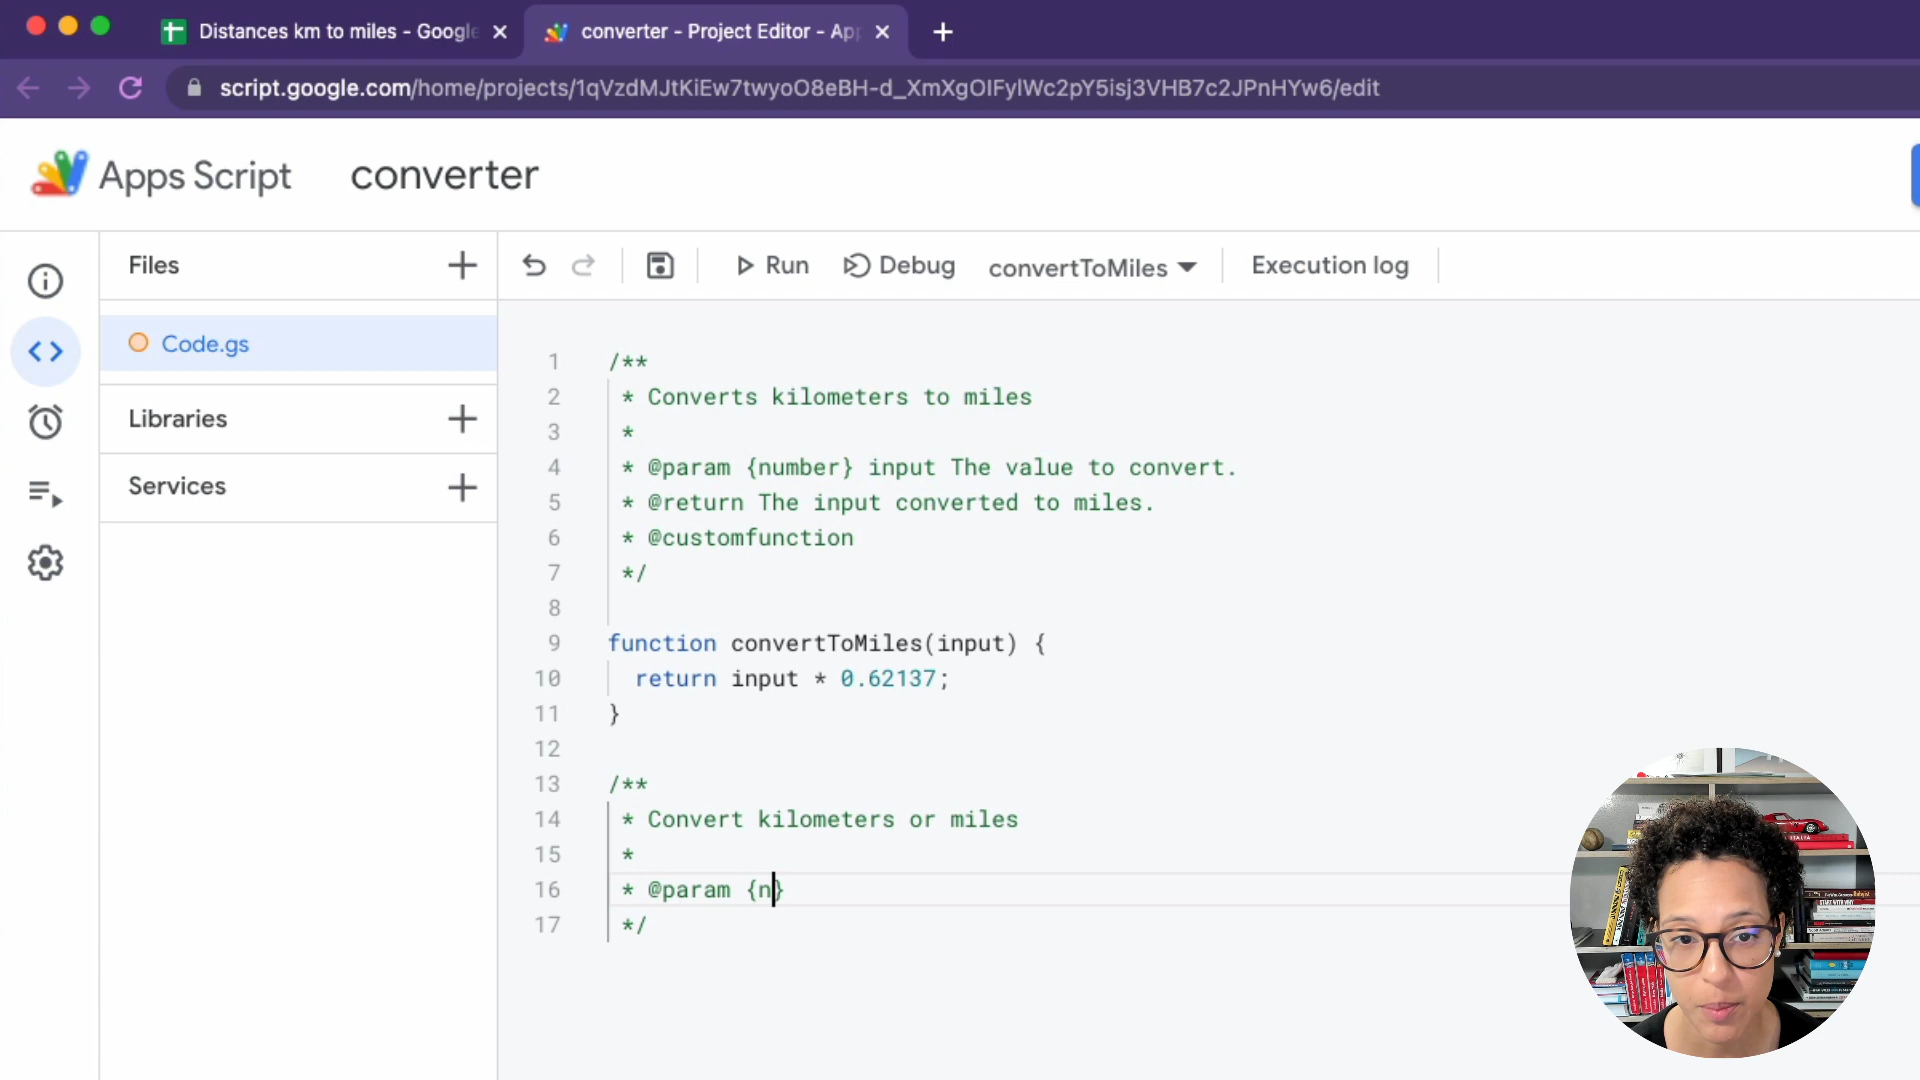 Distances km to miles - Google
converter - Project Editor - App
script.google.com/home/projects/1qVzdMJtKiEw7twyoO8eBH-d_XmXgOIFylWc2pY5isj3VHB7c2JPnHYw6/edit
Apps Script
converter
Files
Run
Debug
convertToMiles
Execution log
Code.gs
Libraries
Services
1 /**
2 * Converts kilometers to miles
3 *
4 * @param {number} input The value to convert.
5 * @return The input converted to miles.
6 * @customfunction
7 */
8
9 function convertToMiles(input) {
10 return input * 0.62137;
11 }
12
13 /**
14 * Convert kilometers or miles
15 *
16 * @param {n}
17 */